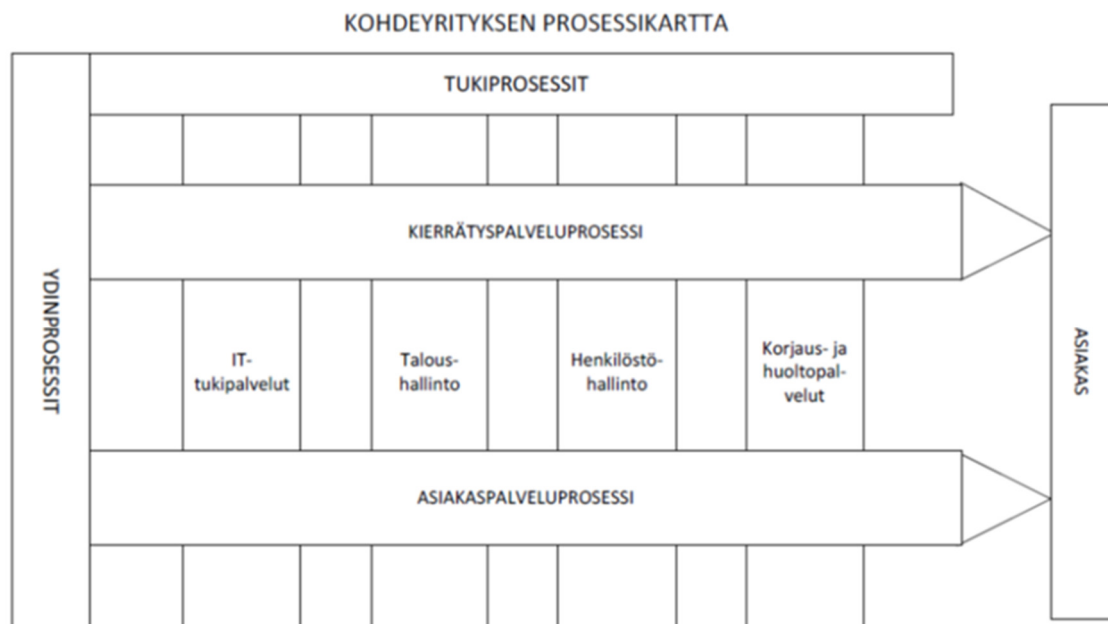 KOHDEYRITYKSEN PROSESSIKARTTA
TUKIPROSESSIT
KIERRÄTYSPALVELUPROSESSI
YDINPROSESSIT
IT-
tukipalvelut
Talous-
hallinto
Henkilöstö-
hallinto
Korjaus- ja
huoltopal-
velut
ASIAKAS
ASIAKASPALVELUPROSESSI